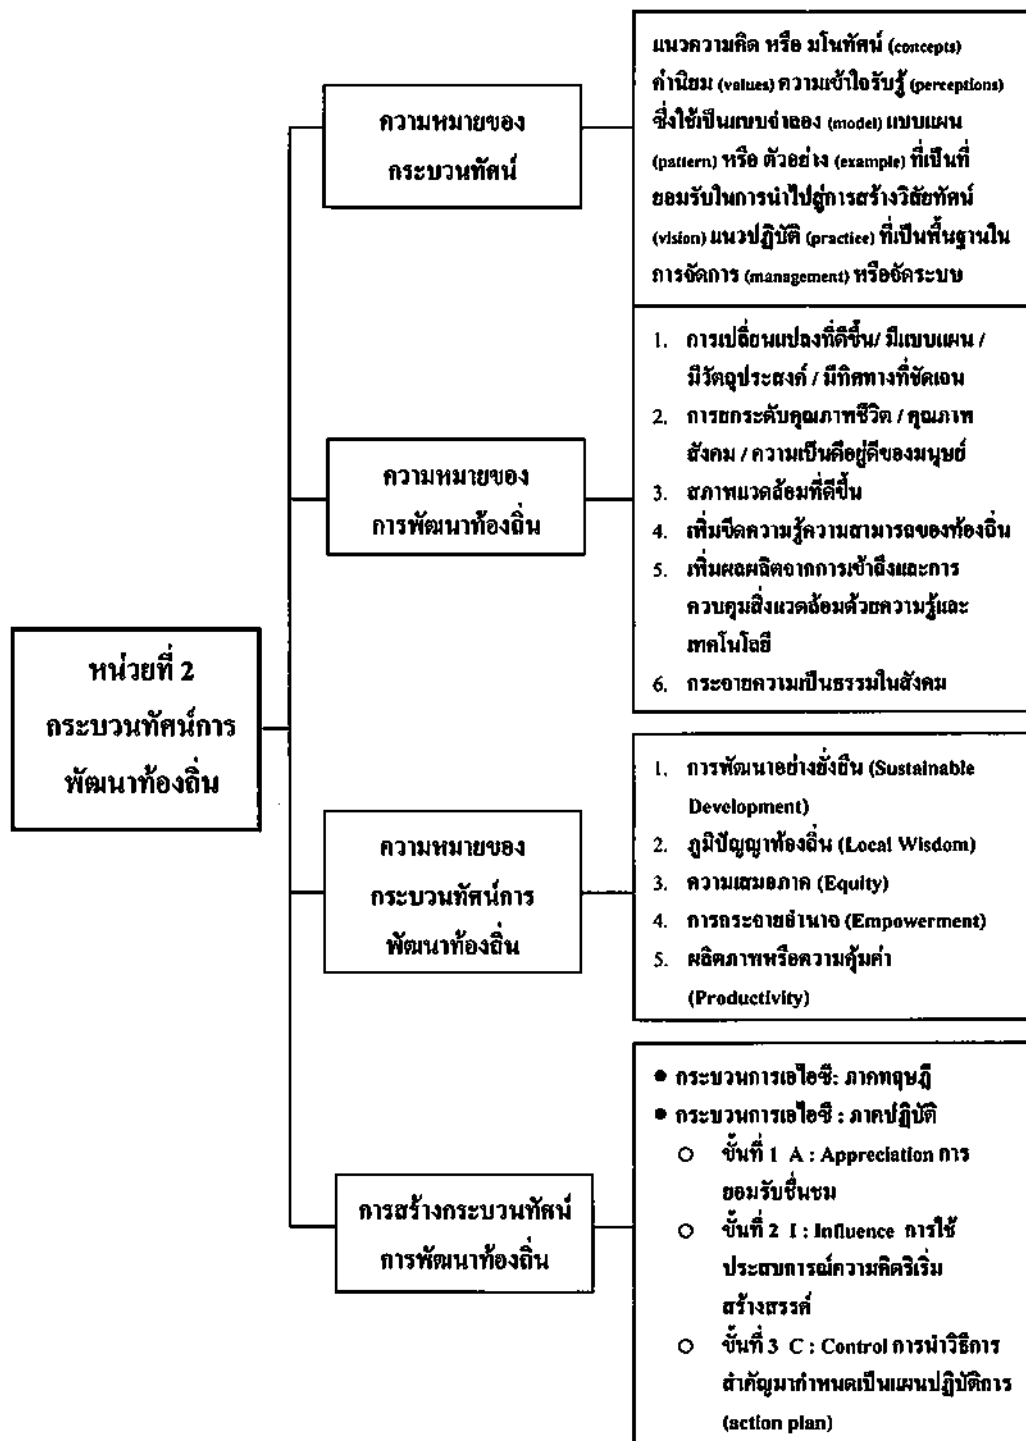 แนวความคิด หรือ มโนทัศน์ (concepts)
ค่านิยม (values) ความเข้าใจรับรู้ (perceptions)
ซึ่งใช้เป็นแบบจำลอง (model) แบบแผน
(pattern) หรือ ตัวอย่าง (example) ที่เป็นที่
ยอมรับในการนำไปสู่การสร้างวิสัยทัศน์
(vision) แนวปฏิบัติ (practice) ที่เป็นพื้นฐานใน
การจัดการ (management) หรือจัดระบบ
ความหมายของ
กระบวนทัศน์
1. การเปลี่ยนแปลงที่ดีขึ้น/ มีแบบแผน /
มีวัตถุประสงค์ / มีทิศทางที่ชัดเจน
2. การยกระดับคุณภาพชีวิต / คุณภาพ
สังคม / ความเป็นดีอยู่ดีของมนุษย์
3. สภาพแวดล้อมที่ดีขึ้น
4. เพิ่มขีดความรู้ความสามารถของท้องถิ่น
5. เพิ่มผลผลิตจากการเข้าถึงและการ
ควบคุมสิ่งแวดล้อมด้วยความรู้และ
เทคโนโลยี
6. กระจายความเป็นธรรมในสังคม
ความหมายของ
การพัฒนาท้องถิ่น
หน่วยที่ 2
กระบวนทัศน์การ
พัฒนาท้องถิ่น
1. การพัฒนาอย่างยั่งยืน (Sustainable
Development)
2. ภูมิปัญญาท้องถิ่น (Local Wisdom)
3. ความเสมอภาค (Equity)
4. การกระจายอำนาจ (Empowerment)
5. ผลิตภาพหรือความคุ้มค่า
(Productivity)
ความหมายของ
กระบวนทัศน์การ
พัฒนาท้องถิ่น
● กระบวนการเอไอซี: ภาคทฤษฎี
● กระบวนการเอไอซี : ภาคปฏิบัติ
○ ขั้นที่ 1 A : Appreciation การ
ยอมรับชื่นชม
○ ขั้นที่ 2 I : Influence การใช้
ประสบการณ์ความคิดริเริ่ม
สร้างสรรค์
○ ขั้นที่ 3 C : Control การนำวิธีการ
สำคัญมากำหนดเป็นแผนปฏิบัติการ
(action plan)
การสร้างกระบวนทัศน์
การพัฒนาท้องถิ่น